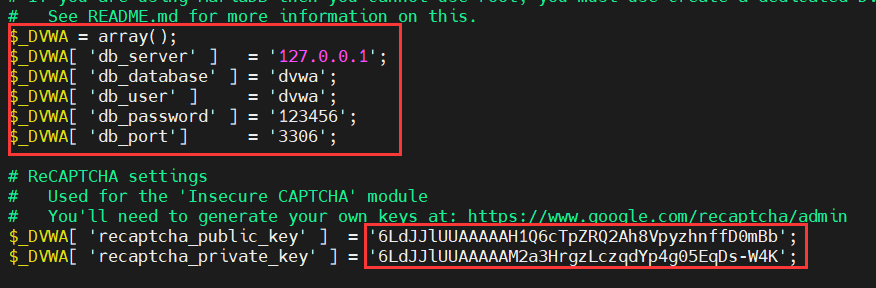 #   See README.md for more information on this.
$_DVWA = array();
$_DVWA[ 'db_server' ]   = '127.0.0.1';
$_DVWA[ 'db_database' ] = 'dvwa';
$_DVWA[ 'db_user' ]     = 'dvwa';
$_DVWA[ 'db_password' ] = '123456';
$_DVWA[ 'db_port']      = '3306';

# ReCAPTCHA settings
#   Used for the 'Insecure CAPTCHA' module
#   You'll need to generate your own keys at: https://www.google.com/recaptcha/admin
$_DVWA[ 'recaptcha_public_key' ]  = '6LdJJlUUAAAAAH1Q6cTpZRQ2Ah8VpyzhnffD0mBb';
$_DVWA[ 'recaptcha_private_key' ] = '6LdJJlUUAAAAAM2a3HrgzLczqdYp4g05EqDs-W4K';